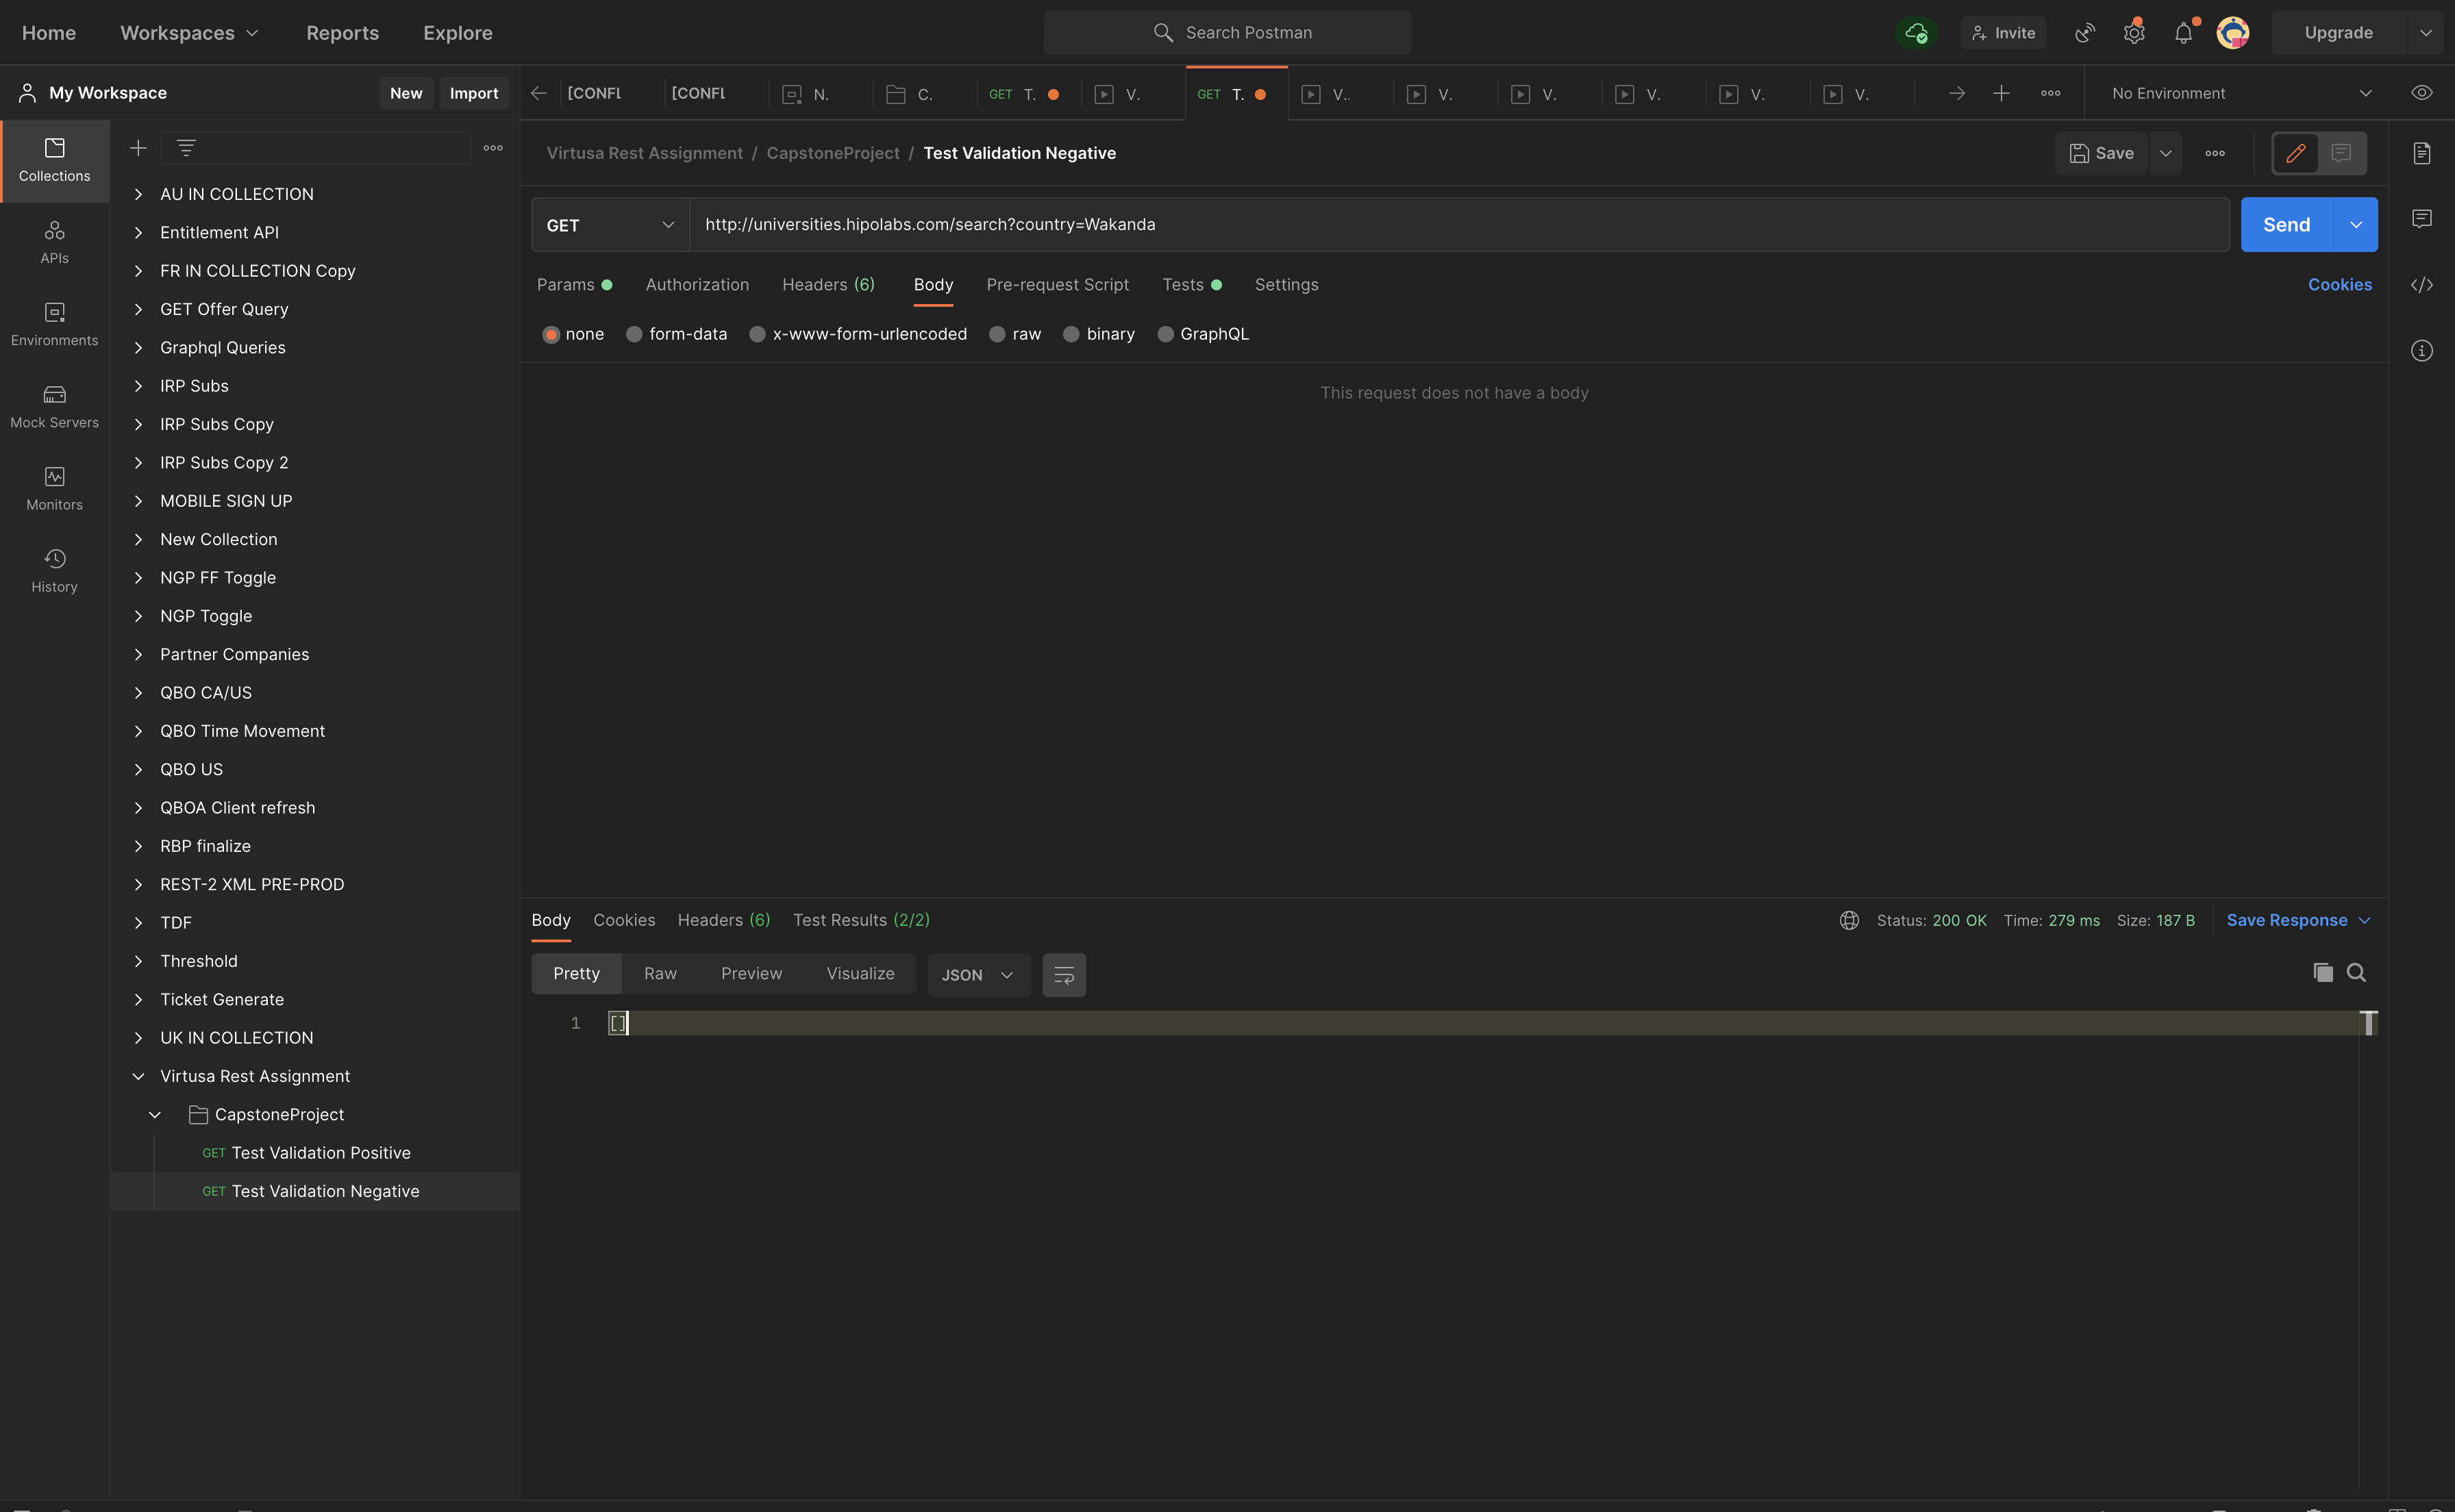 Home Workspaces Reports Explore Search Postman Invite Upgrade
My Workspace New Import [CONFL [CONFL N. C. GET T. V. GET T. V.. V. V. V. V. V. No Environment
Virtusa Rest Assignment / CapstoneProject / Test Validation Negative Save
GET http://universities.hipolabs.com/search?country=Wakanda Send
Params Authorization Headers (6) Body Pre-request Script Tests Settings Cookies
none form-data x-www-form-urlencoded raw binary GraphQL
This request does not have a body
Collections
APIs
Environments
Mock Servers
Monitors
History
AU IN COLLECTION
Entitlement API
FR IN COLLECTION Copy
GET Offer Query
Graphql Queries
IRP Subs
IRP Subs Copy
IRP Subs Copy 2
MOBILE SIGN UP
New Collection
NGP FF Toggle
NGP Toggle
Partner Companies
QBO CA/US
QBO Time Movement
QBO US
QBOA Client refresh
RBP finalize
REST-2 XML PRE-PROD
TDF
Threshold
Ticket Generate
UK IN COLLECTION
Virtusa Rest Assignment
CapstoneProject
GET Test Validation Positive
GET Test Validation Negative
Body Cookies Headers (6) Test Results (2/2) Status: 200 OK Time: 279 ms Size: 187 B Save Response
Pretty Raw Preview Visualize JSON
1 []